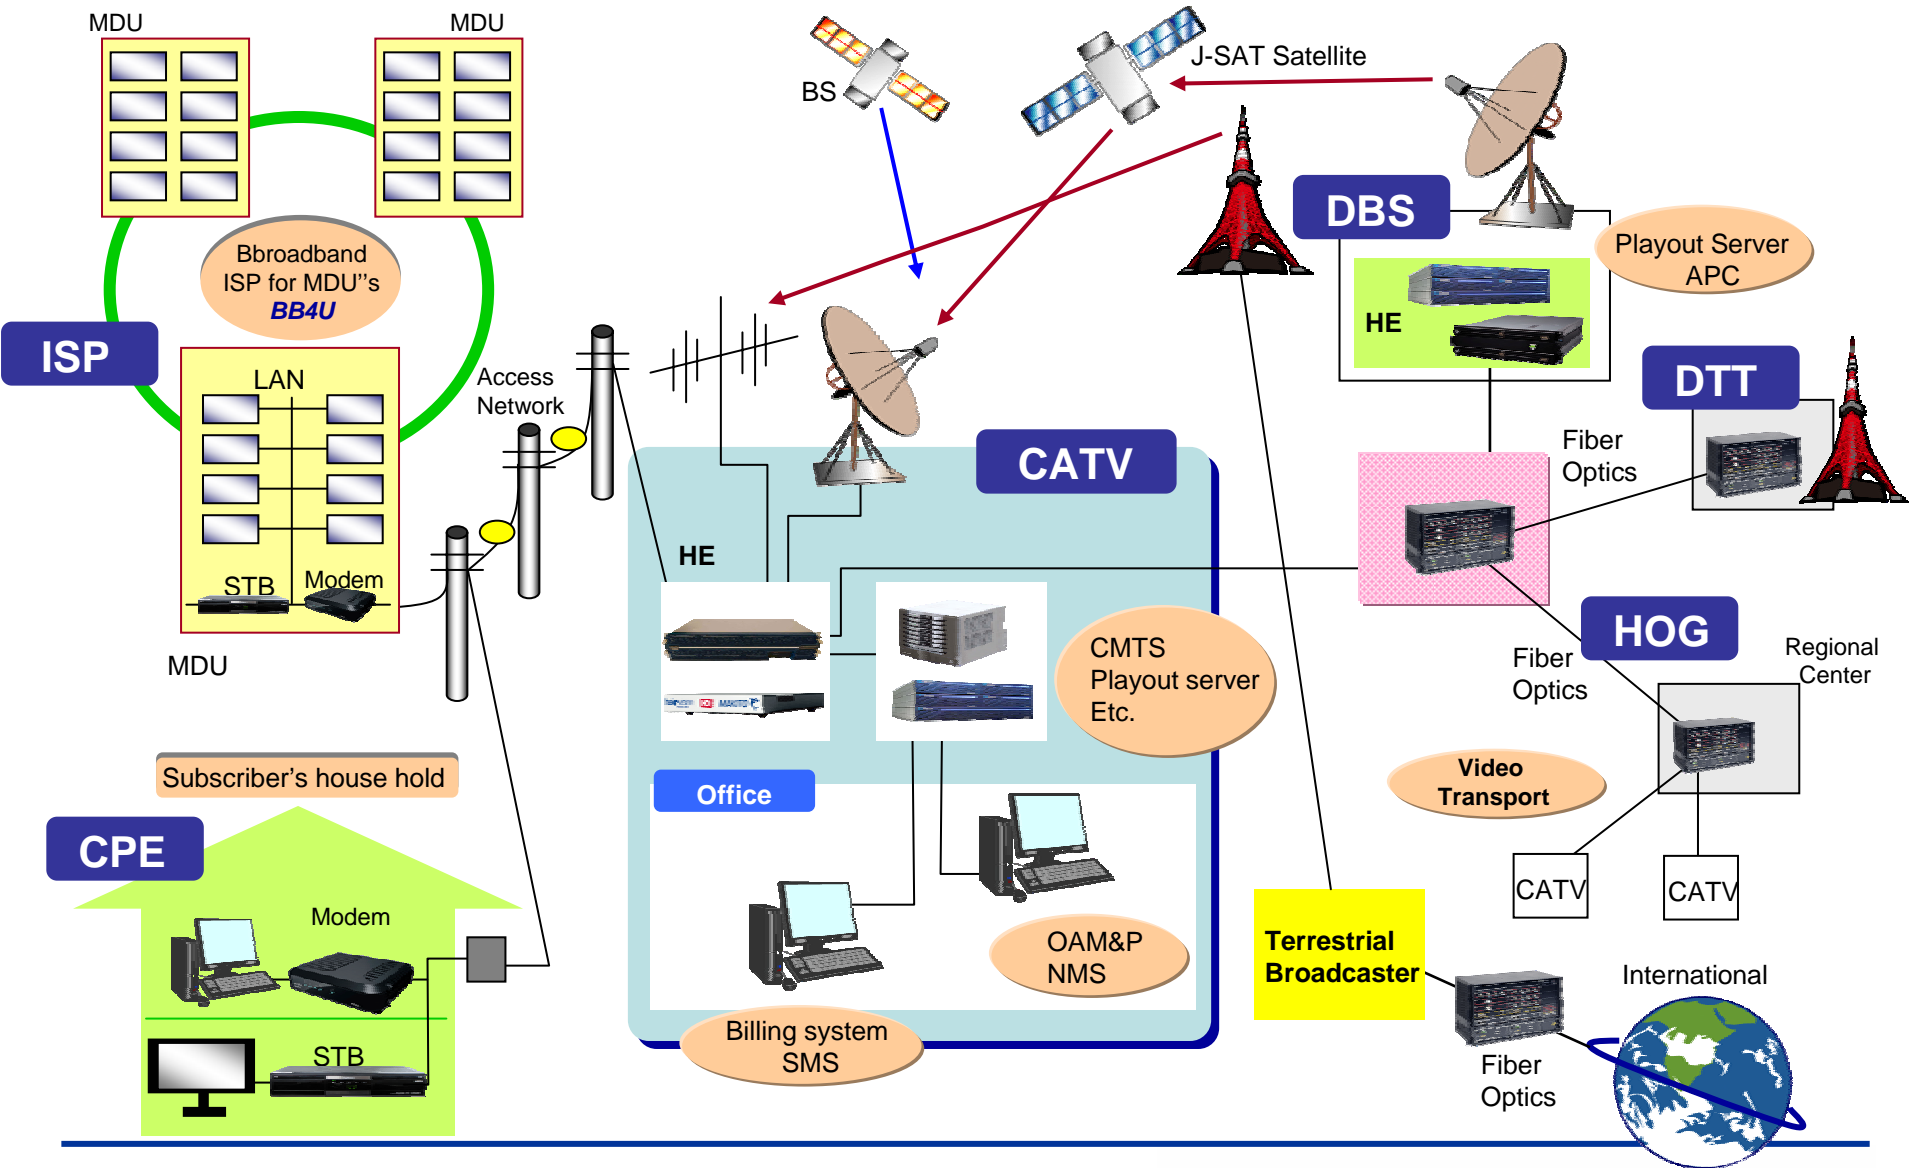 MDU
MDU
J-SAT Satellite
BS
DBS
Playout Server
APC
Bbroadband
ISP for MDU''s
BB4U
HE
ISP
LAN
Access
Network
DTT
Fiber
Optics
CATV
HE
STB
Modem
MDU
HOG
Regional
Center
Fiber
Optics
CMTS
Playout server
Etc.
MAKITO
Subscriber's house hold
Office
Video
Transport
CPE
CATV
CATV
Modem
OAM&P
NMS
Terrestrial
Broadcaster
International
Billing system
SMS
STB
Fiber
Optics